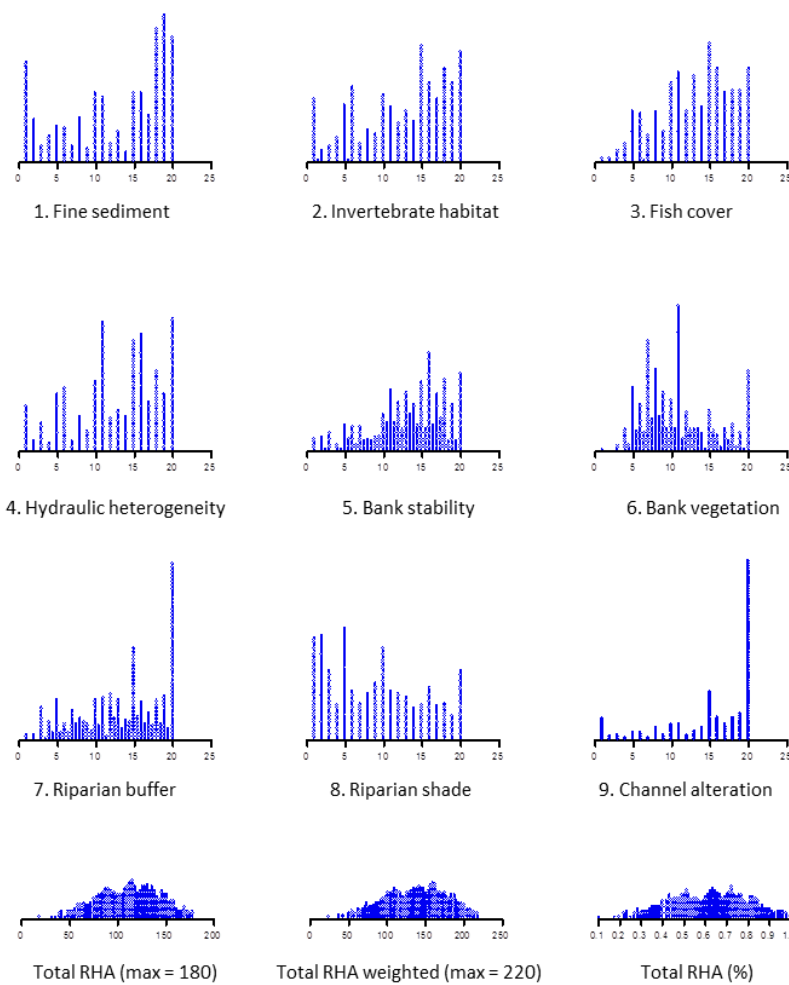 0 5 10 15 20 25 0 5 10 15 20 25 0 5 10 15 20 25
1. Fine sediment 2. Invertebrate habitat 3. Fish cover
0 5 10 15 20 25 0 5 10 15 20 25 0 5 10 15 20 25
4. Hydraulic heterogeneity 5. Bank stability 6. Bank vegetation
0 5 10 15 20 25 0 5 10 15 20 25 0 5 10 15 20 25
7. Riparian buffer 8. Riparian shade 9. Channel alteration
0 50 100 150 200 0 50 100 150 200 250 0.1 0.2 0.3 0.4 0.5 0.6 0.7 0.8 0.9
Total RHA (max = 180) Total RHA weighted (max = 220) Total RHA (%)